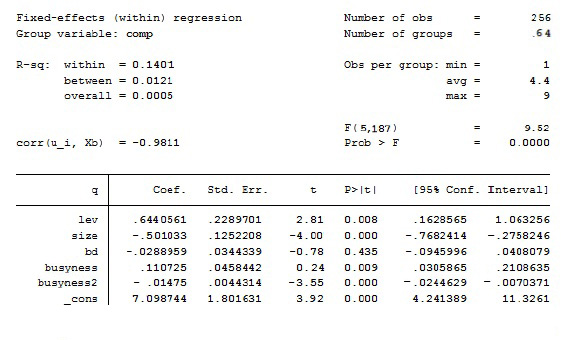 Fixed-effects (within) regression Number of obs = 256
Group variable: comp Number of groups = .64
R-sq: within = 0.1401 Obs per group: min = 1
between = 0.0121 avg = 4.4
overall = 0.0005 max = 9
F(5,187) = 9.52
corr(u_i, Xb) = -0.9811 Prob > F = 0.0000
q Coef. Std. Err. t P>|t| [95% Conf. Interval]
lev .6440561 .2289701 2.81 0.008 .1628565 1.063256
size -.501033 .1252208 -4.00 0.000 -.7682414 -.2758246
bd -.0288959 .0344339 -0.78 0.435 -.0945996 .0408079
busyness .110725 .0458442 0.24 0.009 .0305865 .2108635
busyness2 - .01475 .0044314 -3.55 0.000 -.0244629 - .0070371
_cons 7.098744 1.801631 3.92 0.000 4.241389 11.3261